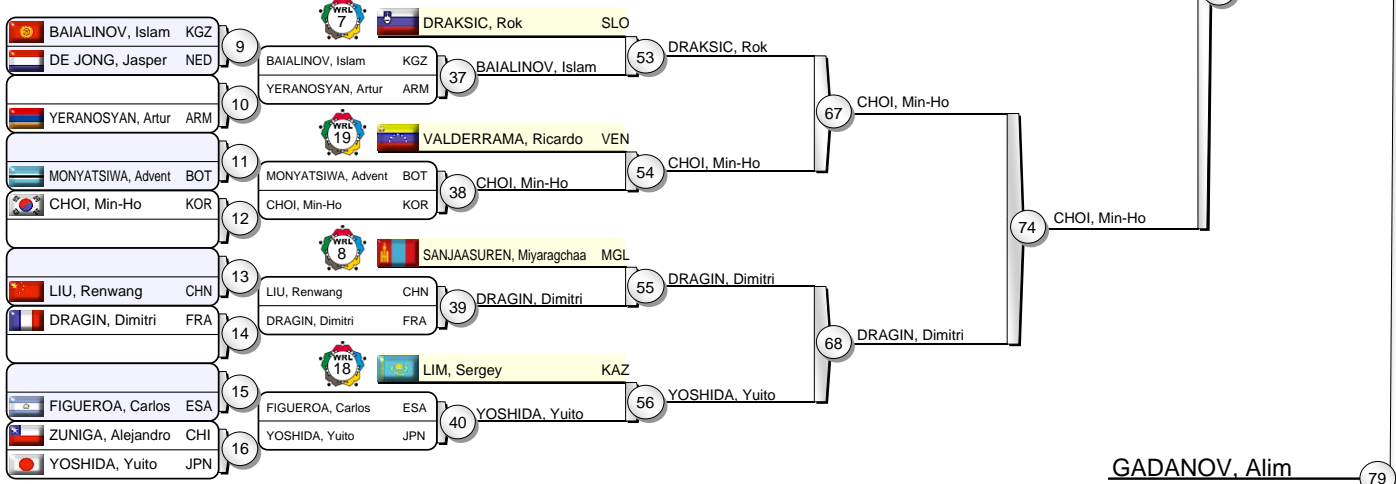 WRL
7
DRAKSIC, Rok SLO
BAIALINOV, Islam KGZ
DE JONG, Jasper NED
9
BAIALINOV, Islam KGZ
YERANOSYAN, Artur ARM
37
BAIALINOV, Islam
53
DRAKSIC, Rok
YERANOSYAN, Artur ARM
10
67
CHOI, Min-Ho
WRL
19
VALDERRAMA, Ricardo VEN
MONYATSIWA, Advent BOT
11
MONYATSIWA, Advent BOT
CHOI, Min-Ho KOR
38
CHOI, Min-Ho
54
CHOI, Min-Ho
CHOI, Min-Ho KOR
12
74
CHOI, Min-Ho
WRL
8
SANJAASUREN, Miyaragchaa MGL
LIU, Renwang CHN
13
LIU, Renwang CHN
DRAGIN, Dimitri FRA
39
DRAGIN, Dimitri
55
DRAGIN, Dimitri
DRAGIN, Dimitri FRA
14
68
DRAGIN, Dimitri
WRL
18
LIM, Sergey KAZ
FIGUEROA, Carlos ESA
15
FIGUEROA, Carlos ESA
YOSHIDA, Yuito JPN
40
YOSHIDA, Yuito
56
YOSHIDA, Yuito
ZUNIGA, Alejandro CHI
YOSHIDA, Yuito JPN
16
GADANOV, Alim
79